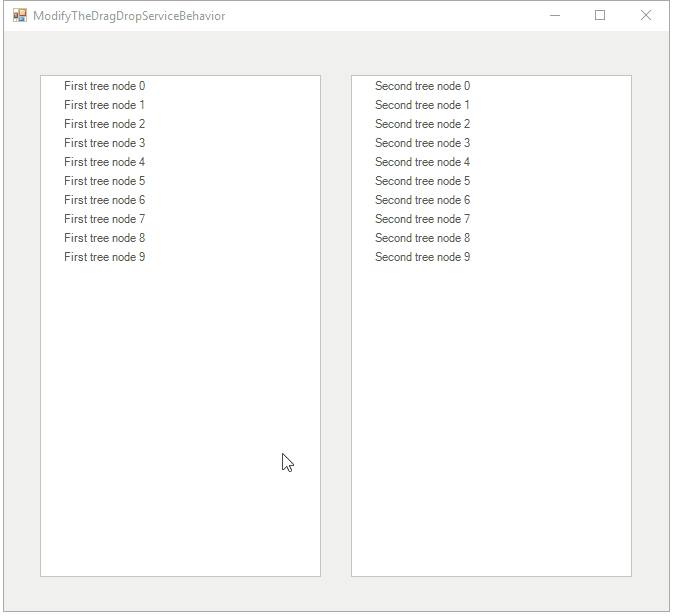 ModifyTheDragDropServiceBehavior
First tree node 0
First tree node 1
First tree node 2
First tree node 3
First tree node 4
First tree node 5
First tree node 6
First tree node 7
First tree node 8
First tree node 9
Second tree node 0
Second tree node 1
Second tree node 2
Second tree node 3
Second tree node 4
Second tree node 5
Second tree node 6
Second tree node 7
Second tree node 8
Second tree node 9